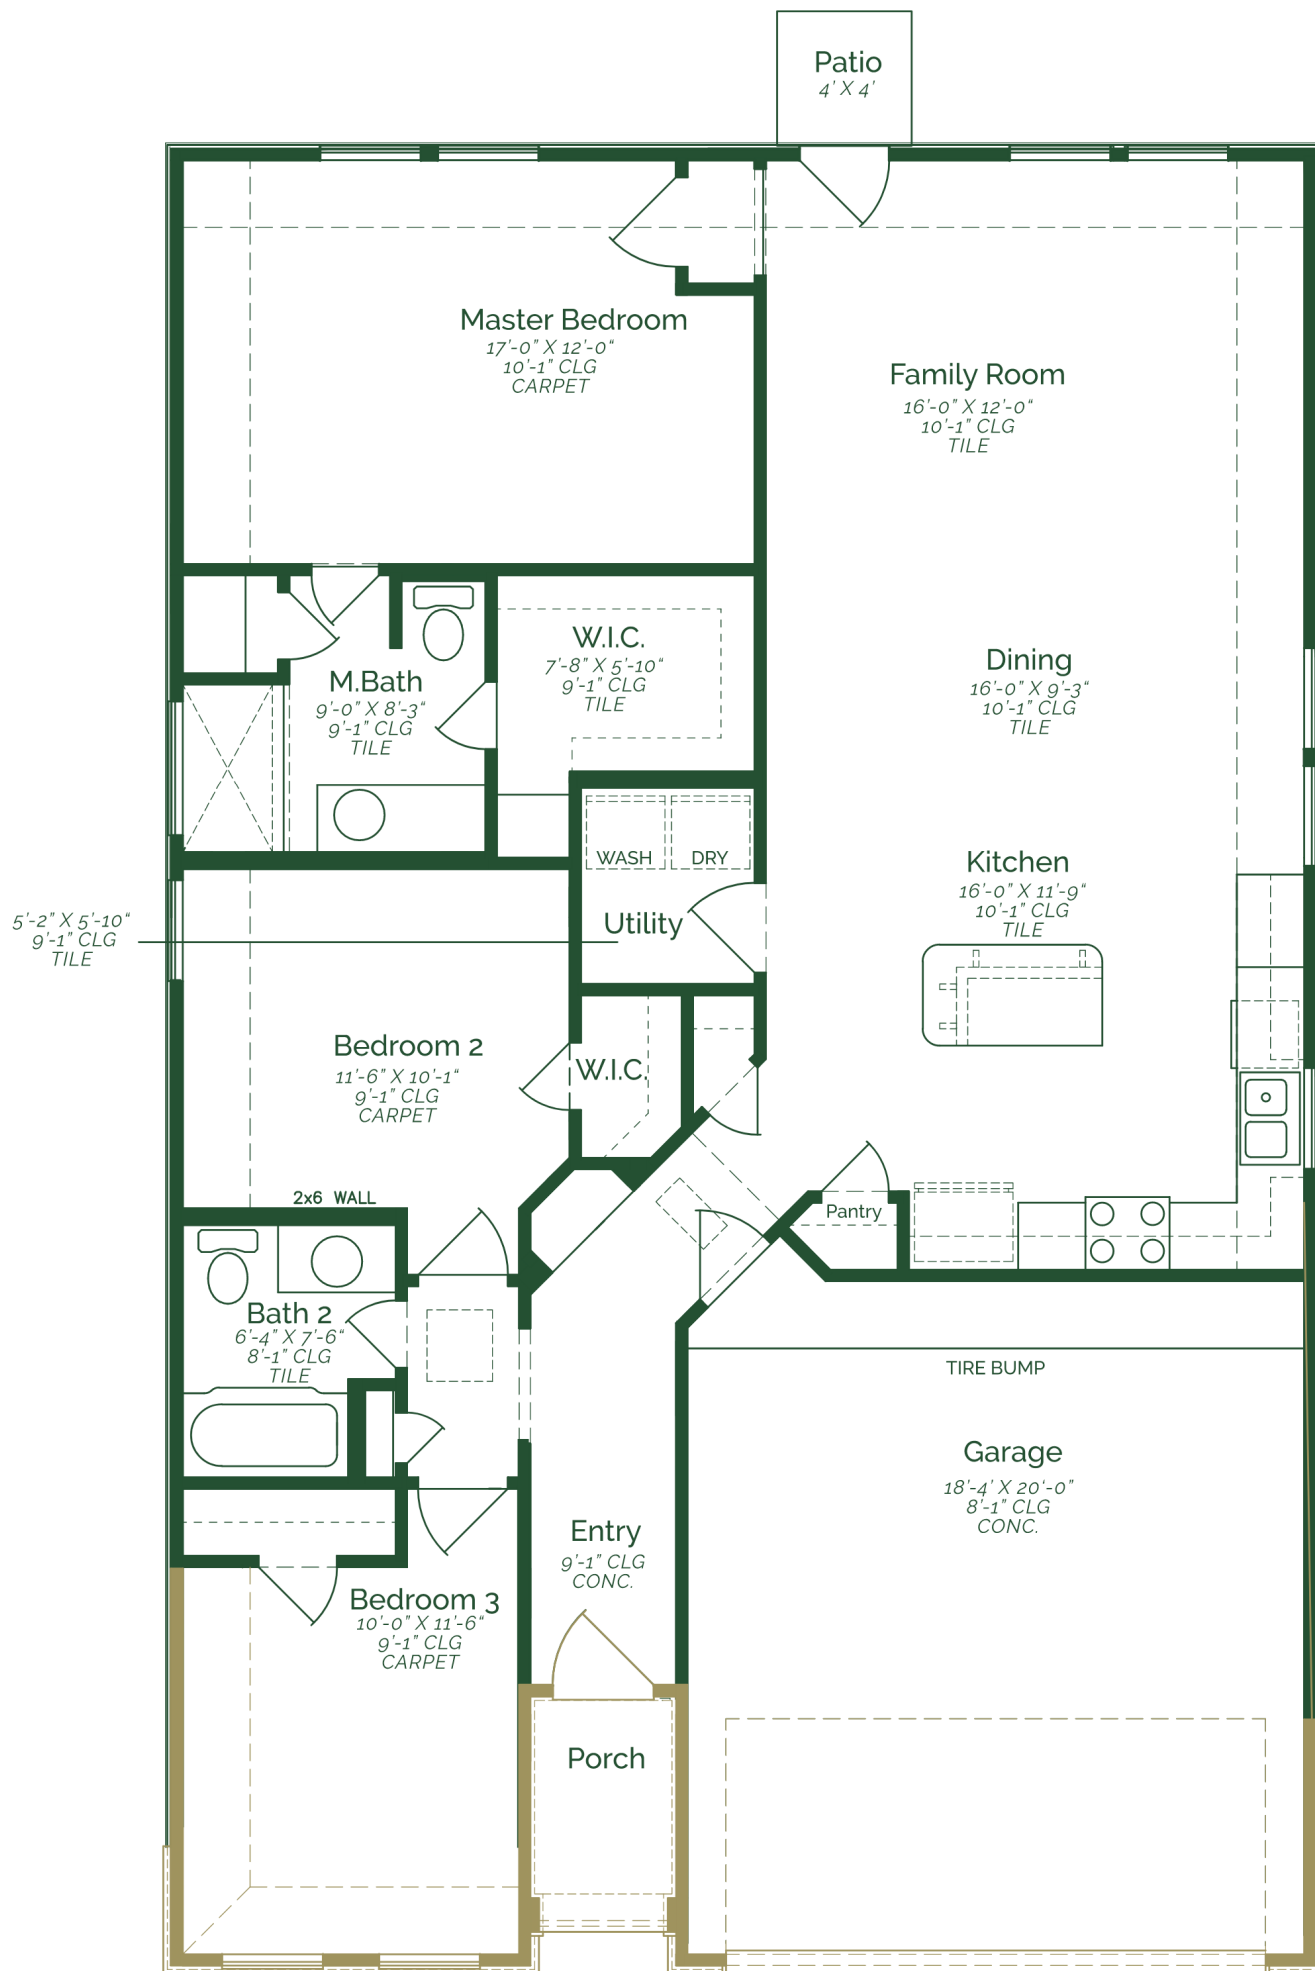 Patio
4' X 4'
Master Bedroom
17'-0" X 12'-0"
10'-1" CLG
CARPET
Family Room
16'-0" X 12'-0"
10'-1" CLG
TILE
W.I.C.
7'-8" X 5'-10"
9'-1" CLG
TILE
M.Bath
9'-0" X 8'-3"
9'-1" CLG
TILE
Dining
16'-0" X 9'-3"
10'-1" CLG
TILE
WASH DRY
Kitchen
16'-0" X 11'-9"
10'-1" CLG
TILE
Utility
5'-2" X 5'-10"
9'-1" CLG
TILE
Bedroom 2
11'-6" X 10'-1"
9'-1" CLG
CARPET
W.I.C.
2x6 WALL
Pantry
Bath 2
6'-4" X 7'-6"
8'-1" CLG
TILE
TIRE BUMP
Garage
18'-4' X 20'-0"
8'-1" CLG
CONC.
Entry
9'-1" CLG
CONC.
Bedroom 3
10'-0" X 11'-6"
9'-1" CLG
CARPET
Porch